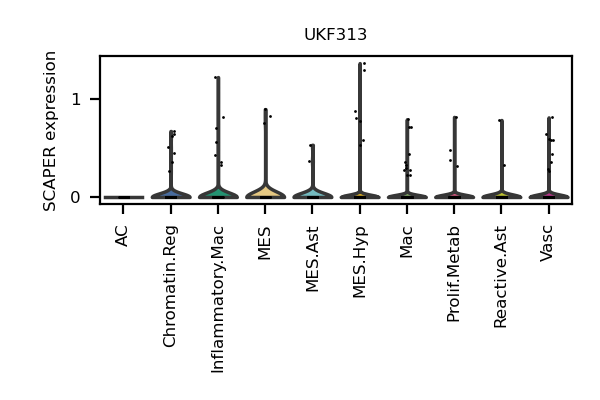 UKF313
SCAPER expression
1
0
AC
Chromatin.Reg
Inflammatory.Mac
MES
MES.Ast
MES.Hyp
Mac
Prolif.Metab
Reactive.Ast
Vasc